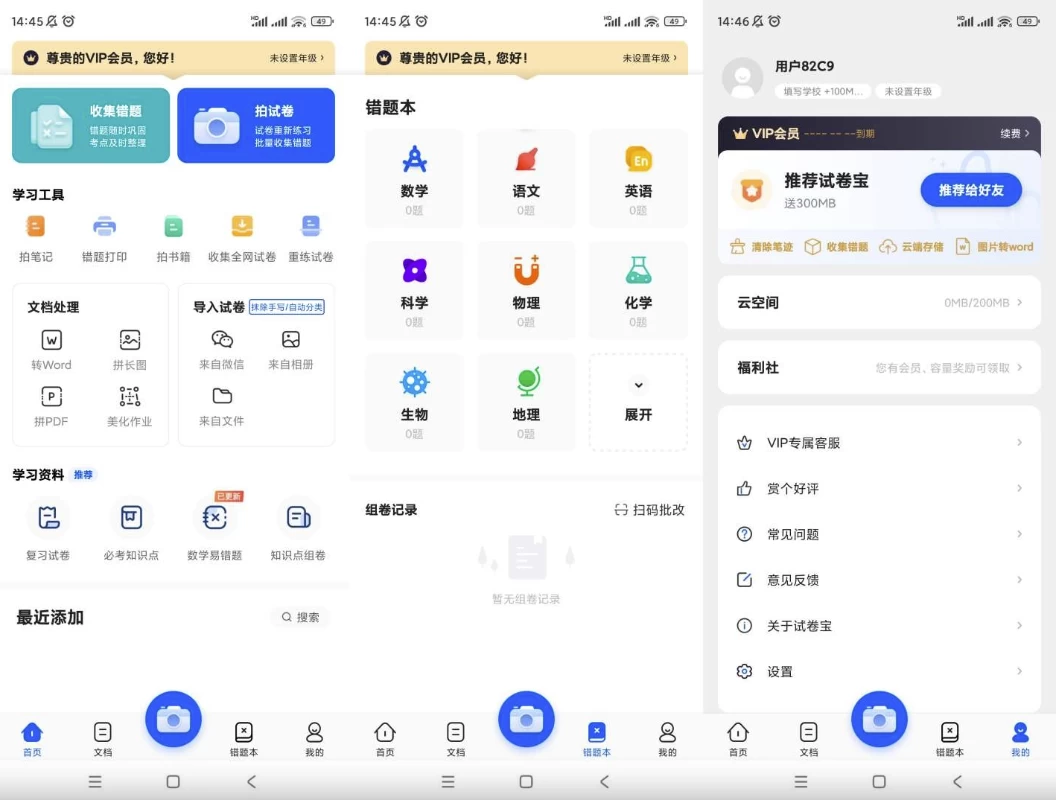 14:45
49
尊贵的VIP会员，您好！
未设置年级 ›
收集错题
错题随时巩固
考点及时整理
拍试卷
试卷重新练习
批量收集错题
学习工具
拍笔记
错题打印
拍书籍
收集全网试卷
重练试卷
文档处理
转Word
拼长图
拼PDF
美化作业
导入试卷 抹除手写/自动分类
来自微信
来自相册
来自文件
学习资料 推荐
已更新
复习试卷
必考知识点
数学易错题
知识点组卷
最近添加
搜索
首页
文档
错题本
我的
14:45
49
尊贵的VIP会员，您好！
未设置年级 ›
错题本
数学
0题
语文
0题
En
英语
0题
科学
0题
物理
0题
化学
0题
生物
0题
地理
0题
展开
组卷记录
扫码批改
暂无组卷记录
首页
文档
错题本
我的
14:46
49
用户82C9
填写学校 +100M...
未设置年级
VIP会员 ---- -- --到期
续费
推荐试卷宝
送300MB
推荐给好友
清除笔迹
收集错题
云端存储
图片转word
云空间
0MB/200MB
福利社
您有会员，容量奖励可领取
VIP专属客服
赏个好评
常见问题
意见反馈
关于试卷宝
设置
首页
文档
错题本
我的